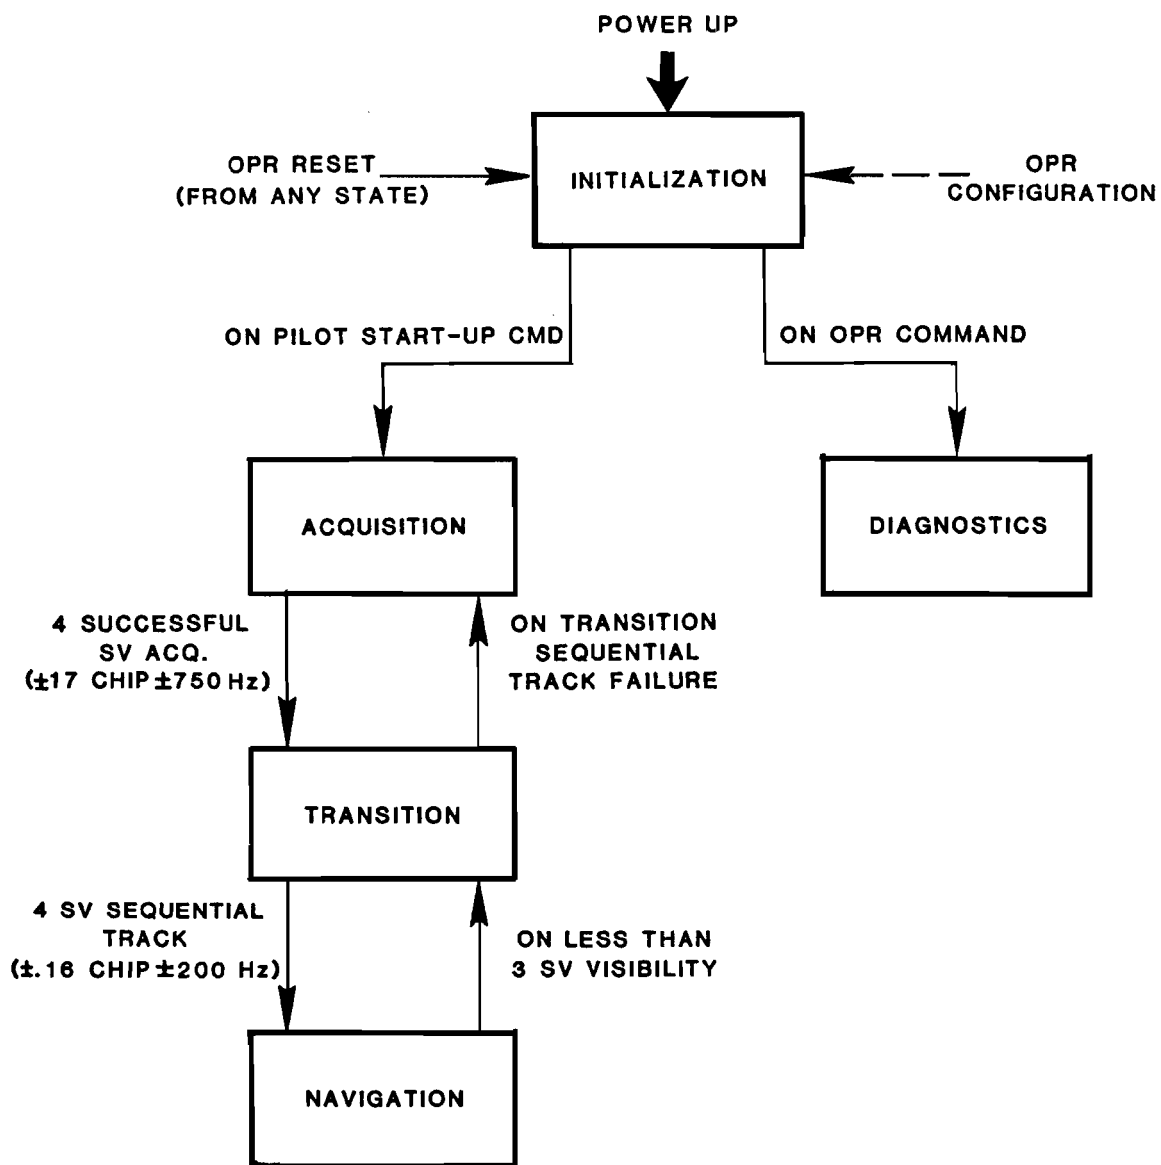 POWER UP
OPR RESET
(FROM ANY STATE)
INITIALIZATION
OPR
CONFIGURATION
ON PILOT START-UP CMD
ON OPR COMMAND
ACQUISITION
DIAGNOSTICS
4 SUCCESSFUL
SV ACQ.
(±17 CHIP ±750 Hz)
ON TRANSITION
SEQUENTIAL
TRACK FAILURE
TRANSITION
4 SV SEQUENTIAL
TRACK
(±.16 CHIP ±200 Hz)
ON LESS THAN
3 SV VISIBILITY
NAVIGATION